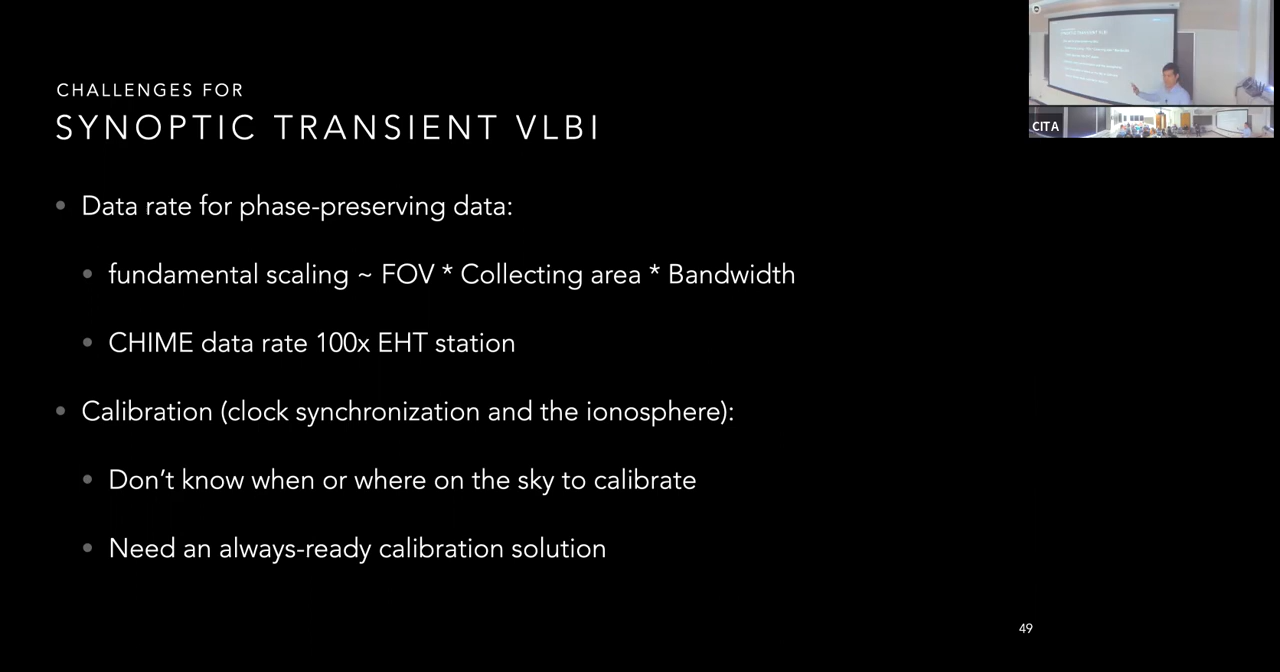 CHALLENGES FOR
SYNOPTIC TRANSIENT VLBI
• Data rate for phase-preserving data:
• fundamental scaling ~ FOV * Collecting area * Bandwidth
• CHIME data rate 100x EHT station
• Calibration (clock synchronization and the ionosphere):
• Don’t know when or where on the sky to calibrate
• Need an always-ready calibration solution
49
CITA